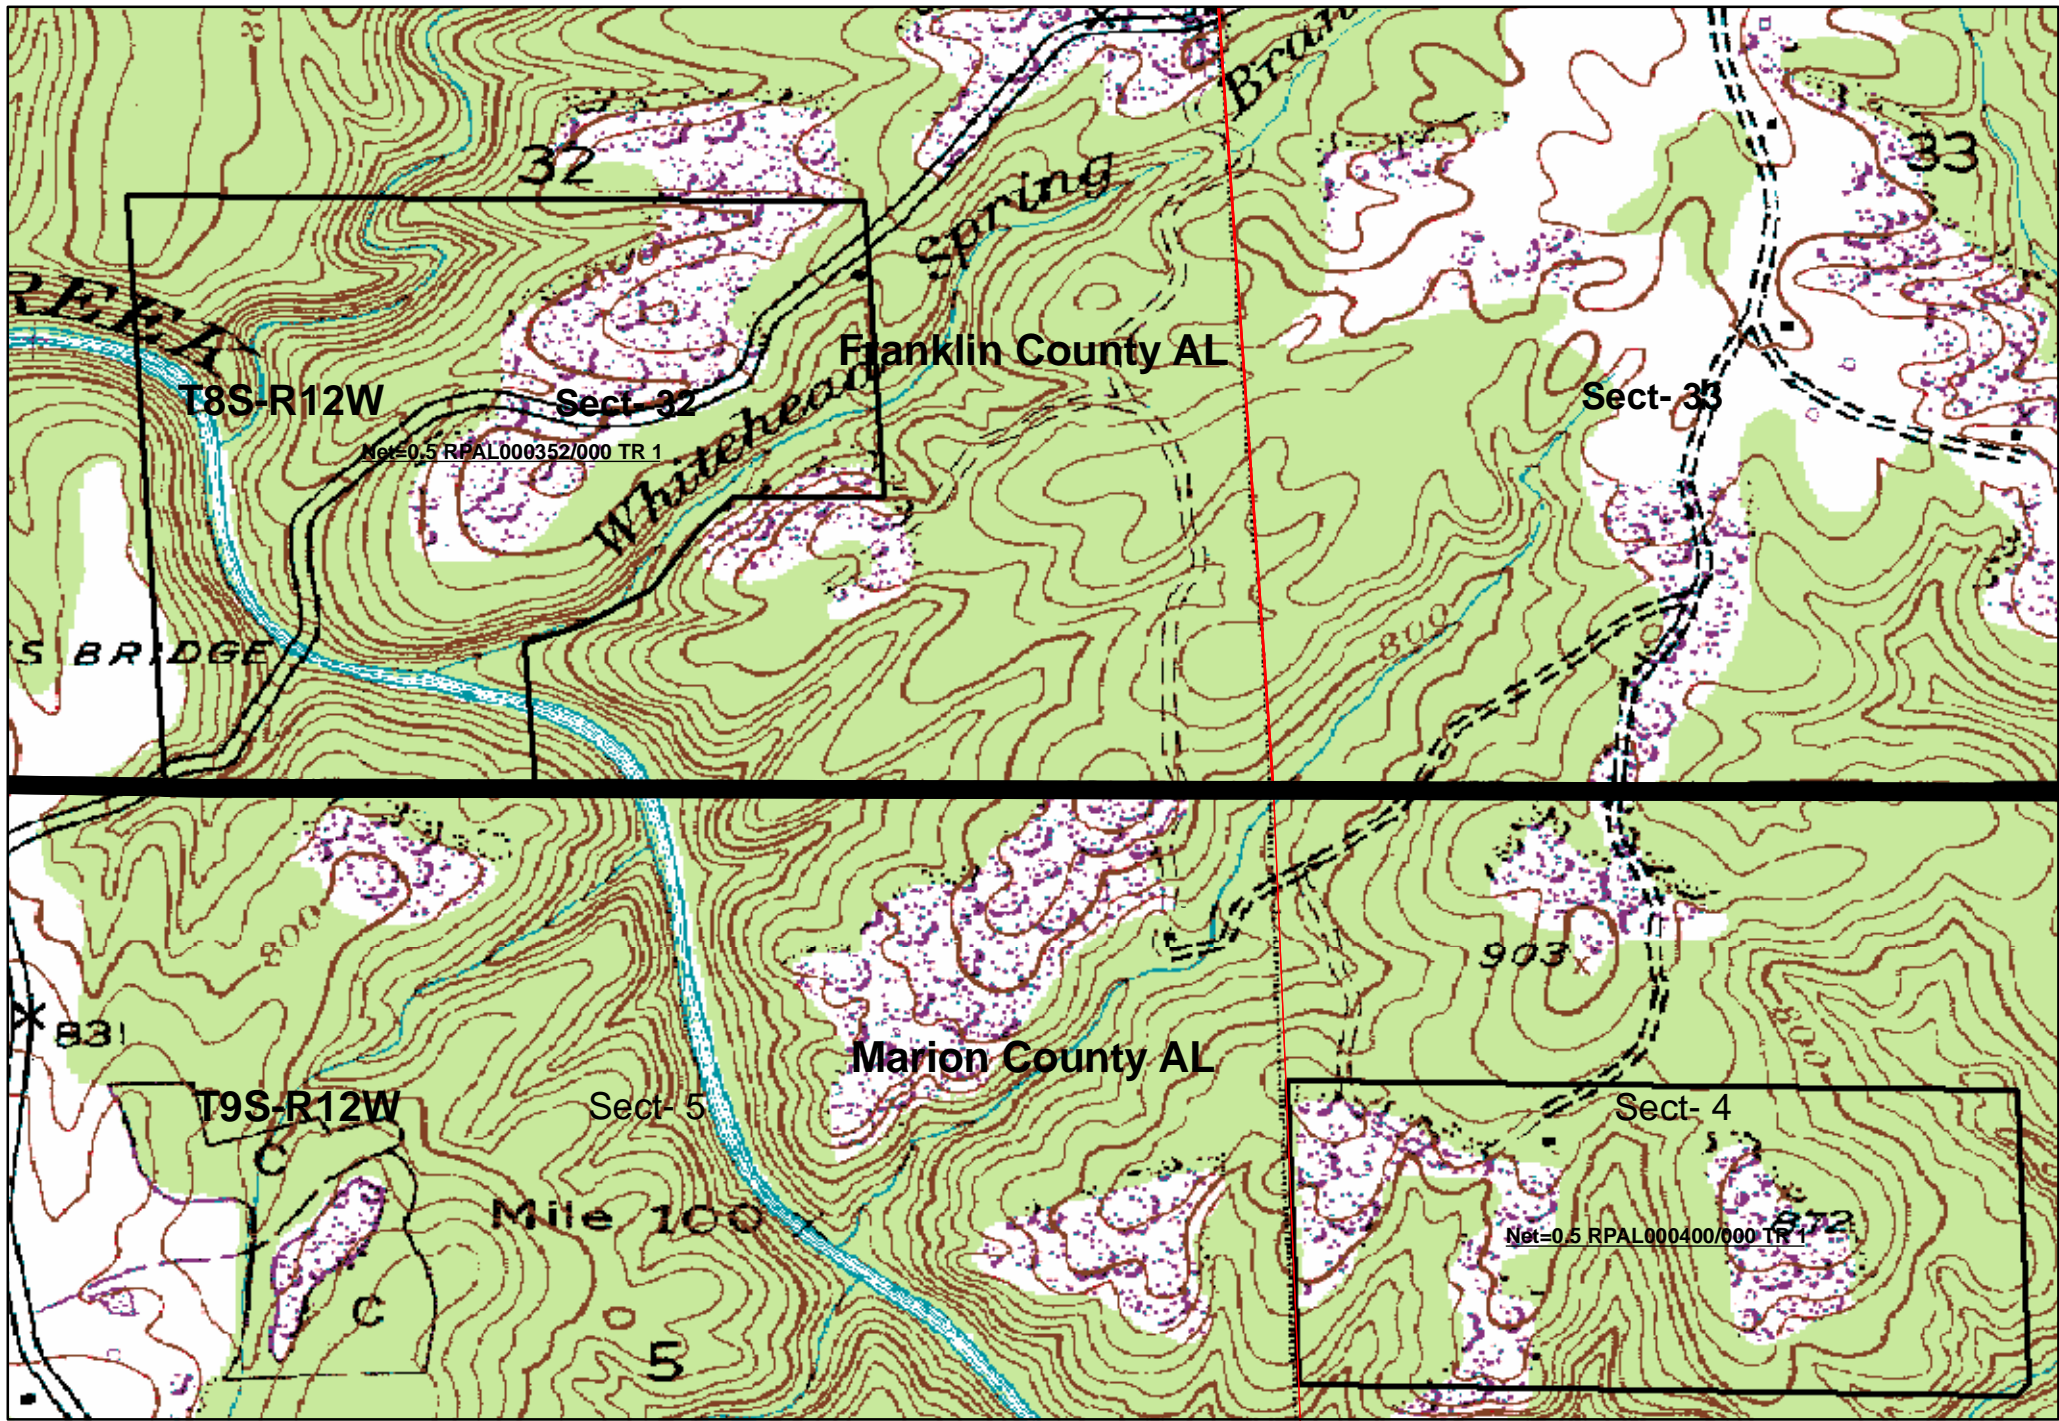 Bran
32
33
Spring
REEK
Franklin County AL
T8S-R12W
Sect- 32
Sect- 33
Whitehead
Net=0.5 RPAL000352/000 TR 1
800
S BRIDGE
800
903
800
831
Marion County AL
T9S-R12W
Sect- 5
Sect- 4
C
Mile 100
872
Net=0.5 RPAL000400/000 TR 1
C
5